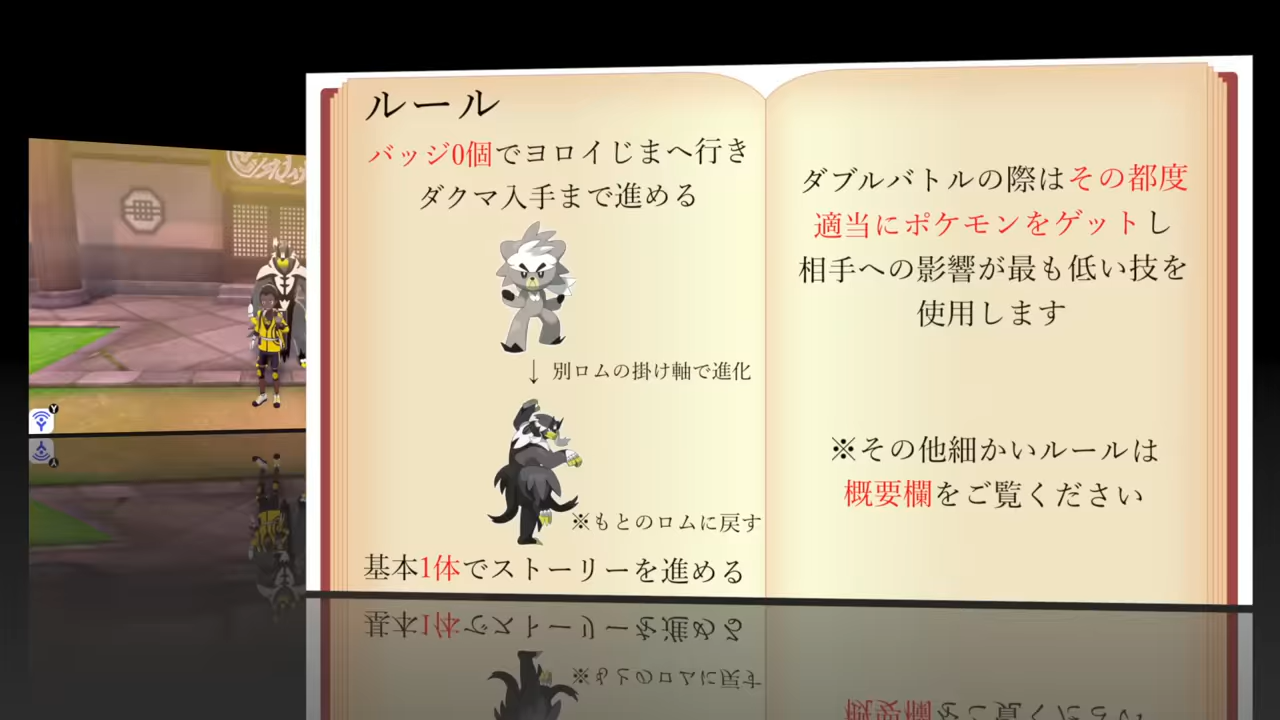 ルール
バッジ0個でヨロイじまへ行き
ダクマ入手まで進める
↓ 別ロムの掛け軸で進化
※もとのロムに戻す
基本1体でストーリーを進める
ダブルバトルの際はその都度
適当にポケモンをゲットし
相手への影響が最も低い技を
使用します
※その他細かいルールは
概要欄をご覧ください
Y